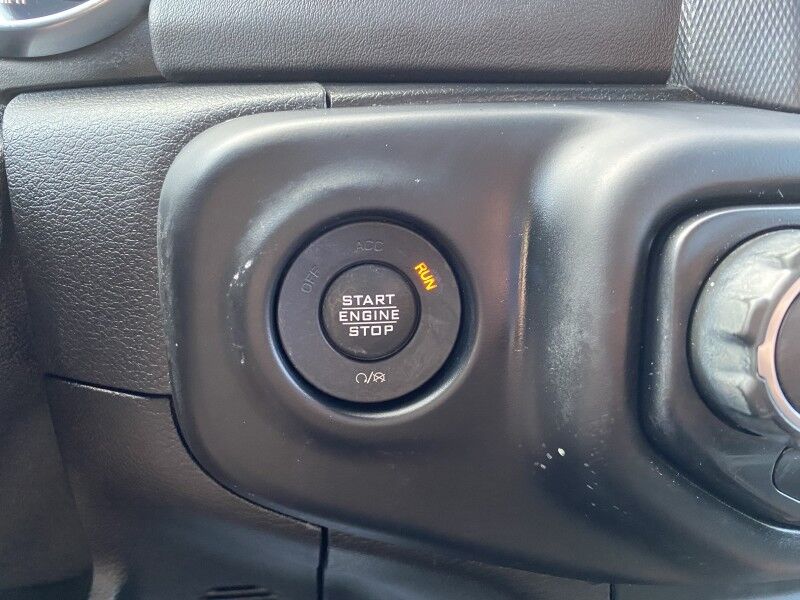 ACC
OFF
RUN
START
ENGINE
STOP